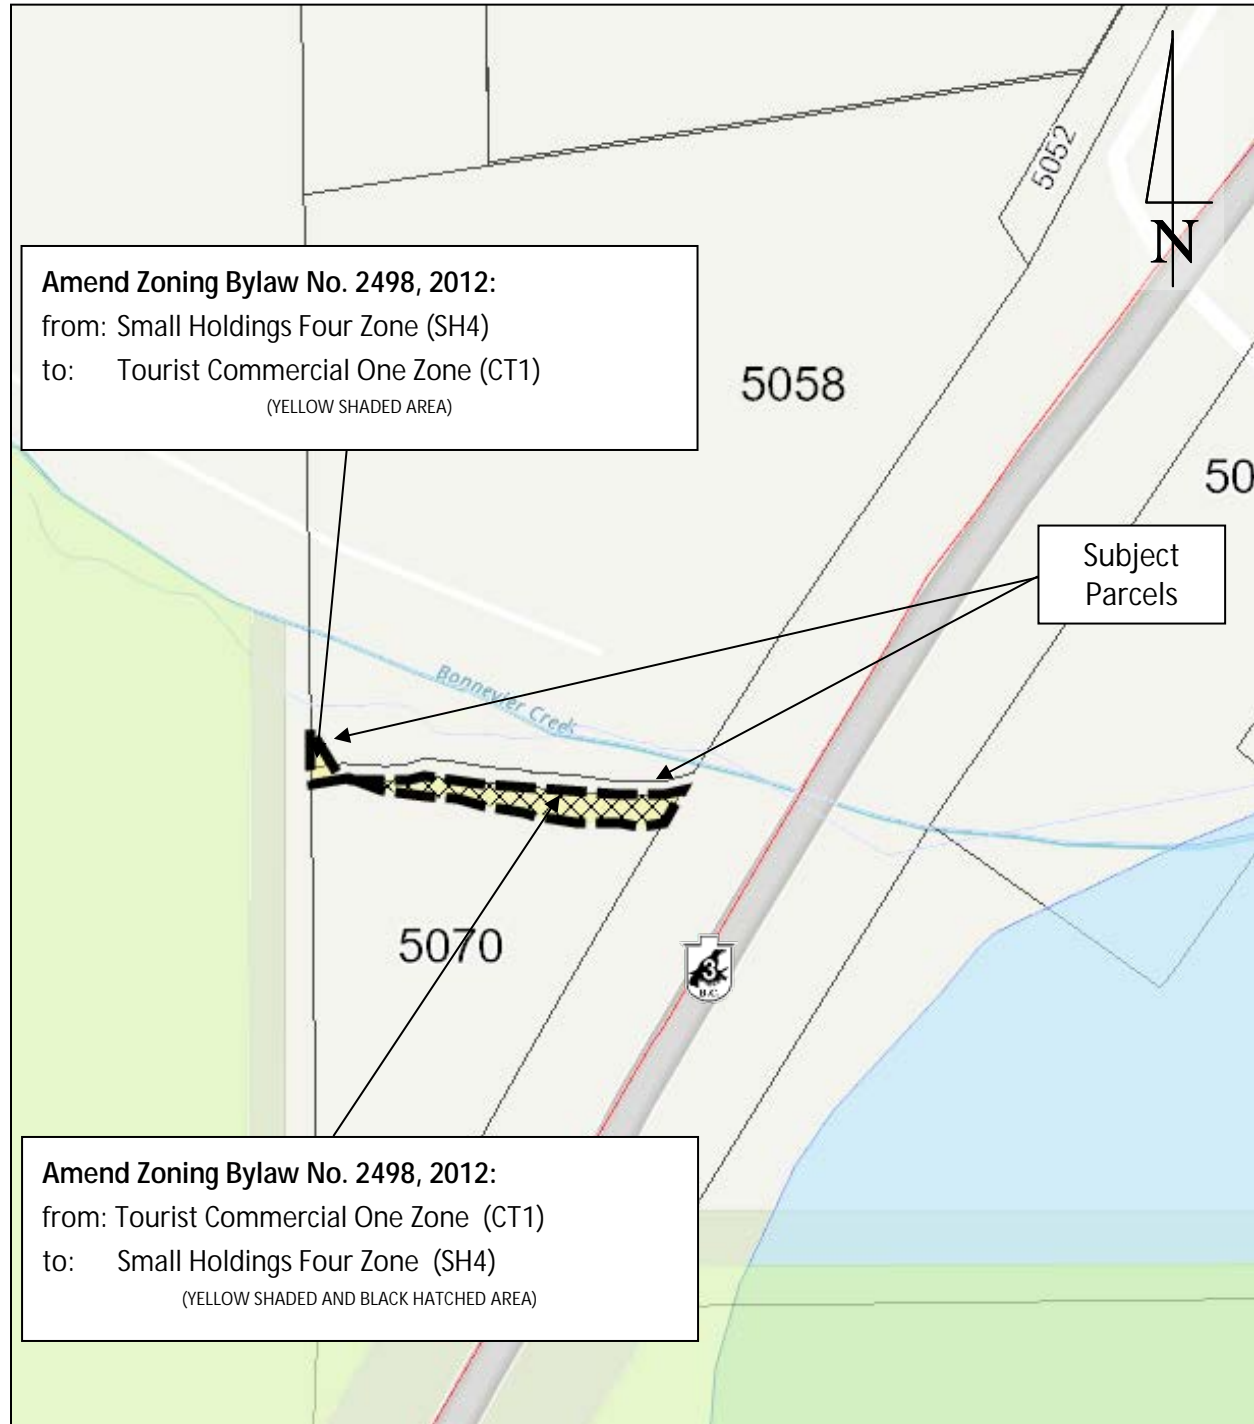 5052
N
Amend Zoning Bylaw No. 2498, 2012:
from: Small Holdings Four Zone (SH4)
to: Tourist Commercial One Zone (CT1)
(YELLOW SHADED AREA)
5058
50
Subject
Parcels
Bonnevier Creek
5070
3
B.C.
Amend Zoning Bylaw No. 2498, 2012:
from: Tourist Commercial One Zone (CT1)
to: Small Holdings Four Zone (SH4)
(YELLOW SHADED AND BLACK HATCHED AREA)